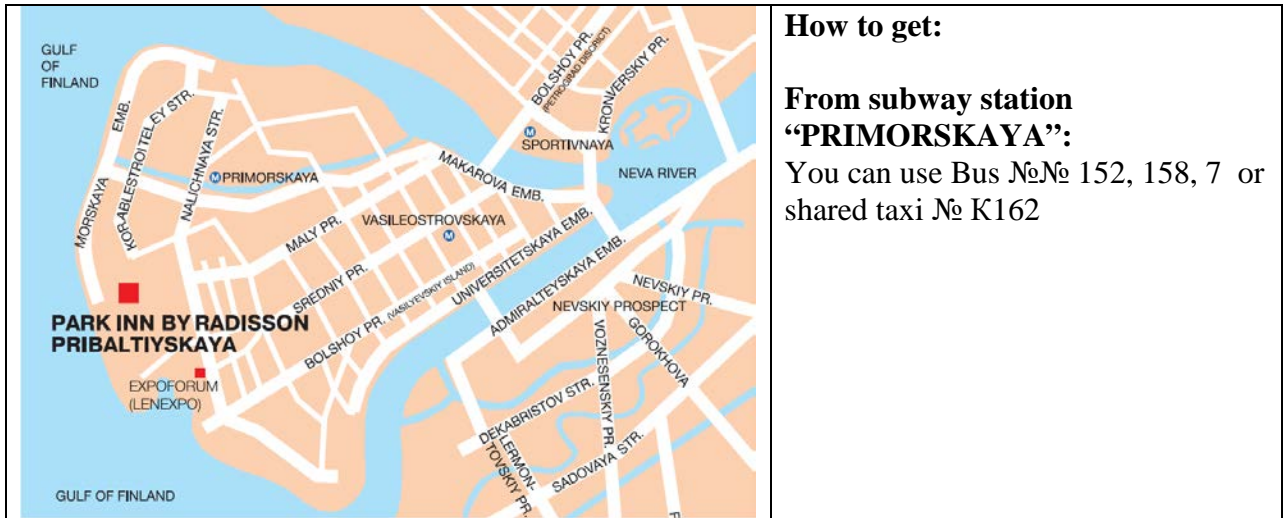 GULF
OF
FINLAND
BOLSHOY PR.
(PETROGRAD DISCRICT)
KRONVERSKIY PR.
EMB.
MORSKAYA
KORABLESTROITELEY STR.
NALICHNAYA STR.
M PRIMORSKAYA
M
SPORTIVNAYA
MAKAROVA EMB.
NEVA RIVER
VASILEOSTROVSKAYA
M
MALY PR.
SREDNIY PR.
BOLSHOY PR. (VASILYEVSKIY ISLAND)
UNIVERSITETSKAYA EMB.
ADMIRALTEYSKAYA EMB.
NEVSKIY PR.
NEVSKIY PROSPECT
GOROKHOVA
VOZNESENSKIY PR.
PARK INN BY RADISSON
PRIBALTIYSKAYA
EXPOFORUM
(LENEXPO)
DEKABRISTOV STR.
LERMON-
TOVSKIY PR.
SADOVAYA STR.
GULF OF FINLAND
How to get:
From subway station
“PRIMORSKAYA”:
You can use Bus №№ 152, 158, 7 or
shared taxi № K162